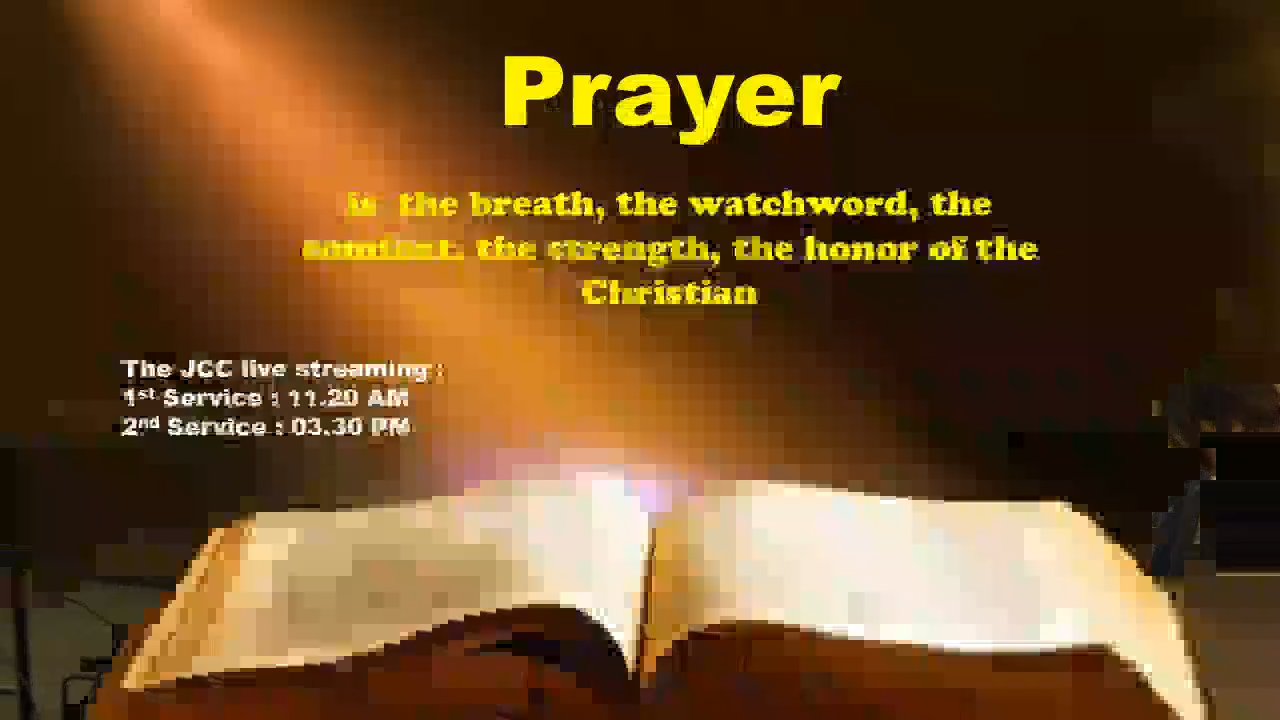 Prayer
is the breath, the watchword, the
comfort, the strength, the honor of the
Christian
The JCC live streaming :
1st Service : 11.20 AM
2nd Service : 03.30 PM